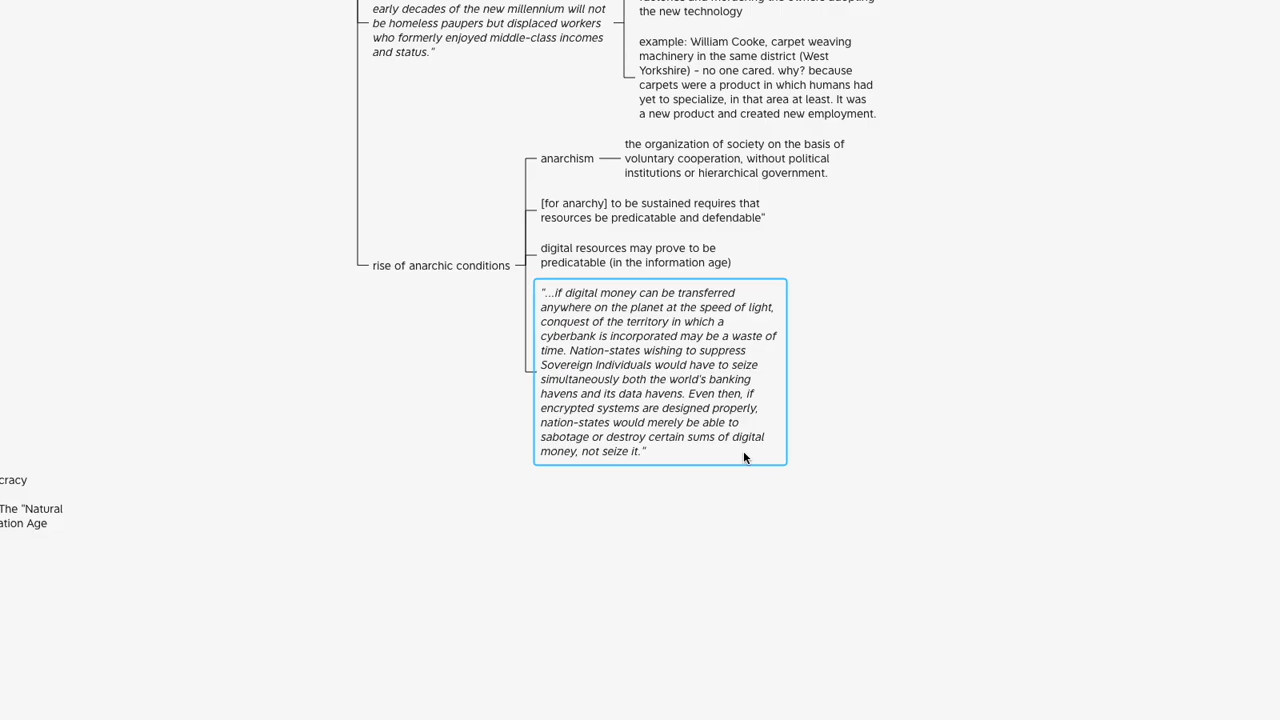 early decades of the new millennium will not
be homeless paupers but displaced workers
who formerly enjoyed middle-class incomes
and status."
the new technology
example: William Cooke, carpet weaving
machinery in the same district (West
Yorkshire) - no one cared. why? because
carpets were a product in which humans had
yet to specialize, in that area at least. It was
a new product and created new employment.
rise of anarchic conditions
anarchism
the organization of society on the basis of
voluntary cooperation, without political
institutions or hierarchical government.
[for anarchy] to be sustained requires that
resources be predicatable and defendable"
digital resources may prove to be
predicatable (in the information age)
"...if digital money can be transferred
anywhere on the planet at the speed of light,
conquest of the territory in which a
cyberbank is incorporated may be a waste of
time. Nation-states wishing to suppress
Sovereign Individuals would have to seize
simultaneously both the world's banking
havens and its data havens. Even then, if
encrypted systems are designed properly,
nation-states would merely be able to
sabotage or destroy certain sums of digital
money, not seize it."
cracy
The "Natural
ation Age